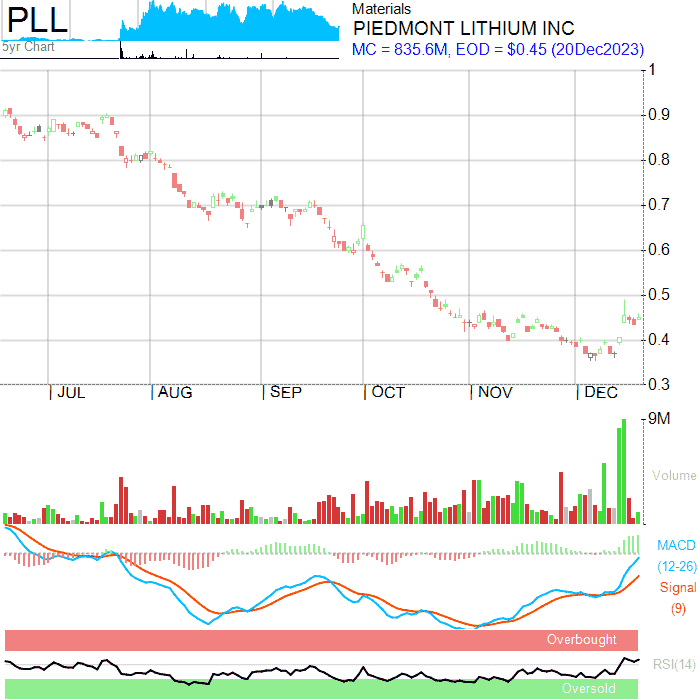 PLL
5yr Chart
Materials
PIEDMONT LITHIUM INC
MC = 835.6M, EOD = $0.45 (20Dec2023)
1
0.9
0.8
0.7
0.6
0.5
0.4
0.3
JUL AUG SEP OCT NOV DEC
9M
Volume
MACD
(12-26)
Signal
(9)
Overbought
RSI(14)
Oversold